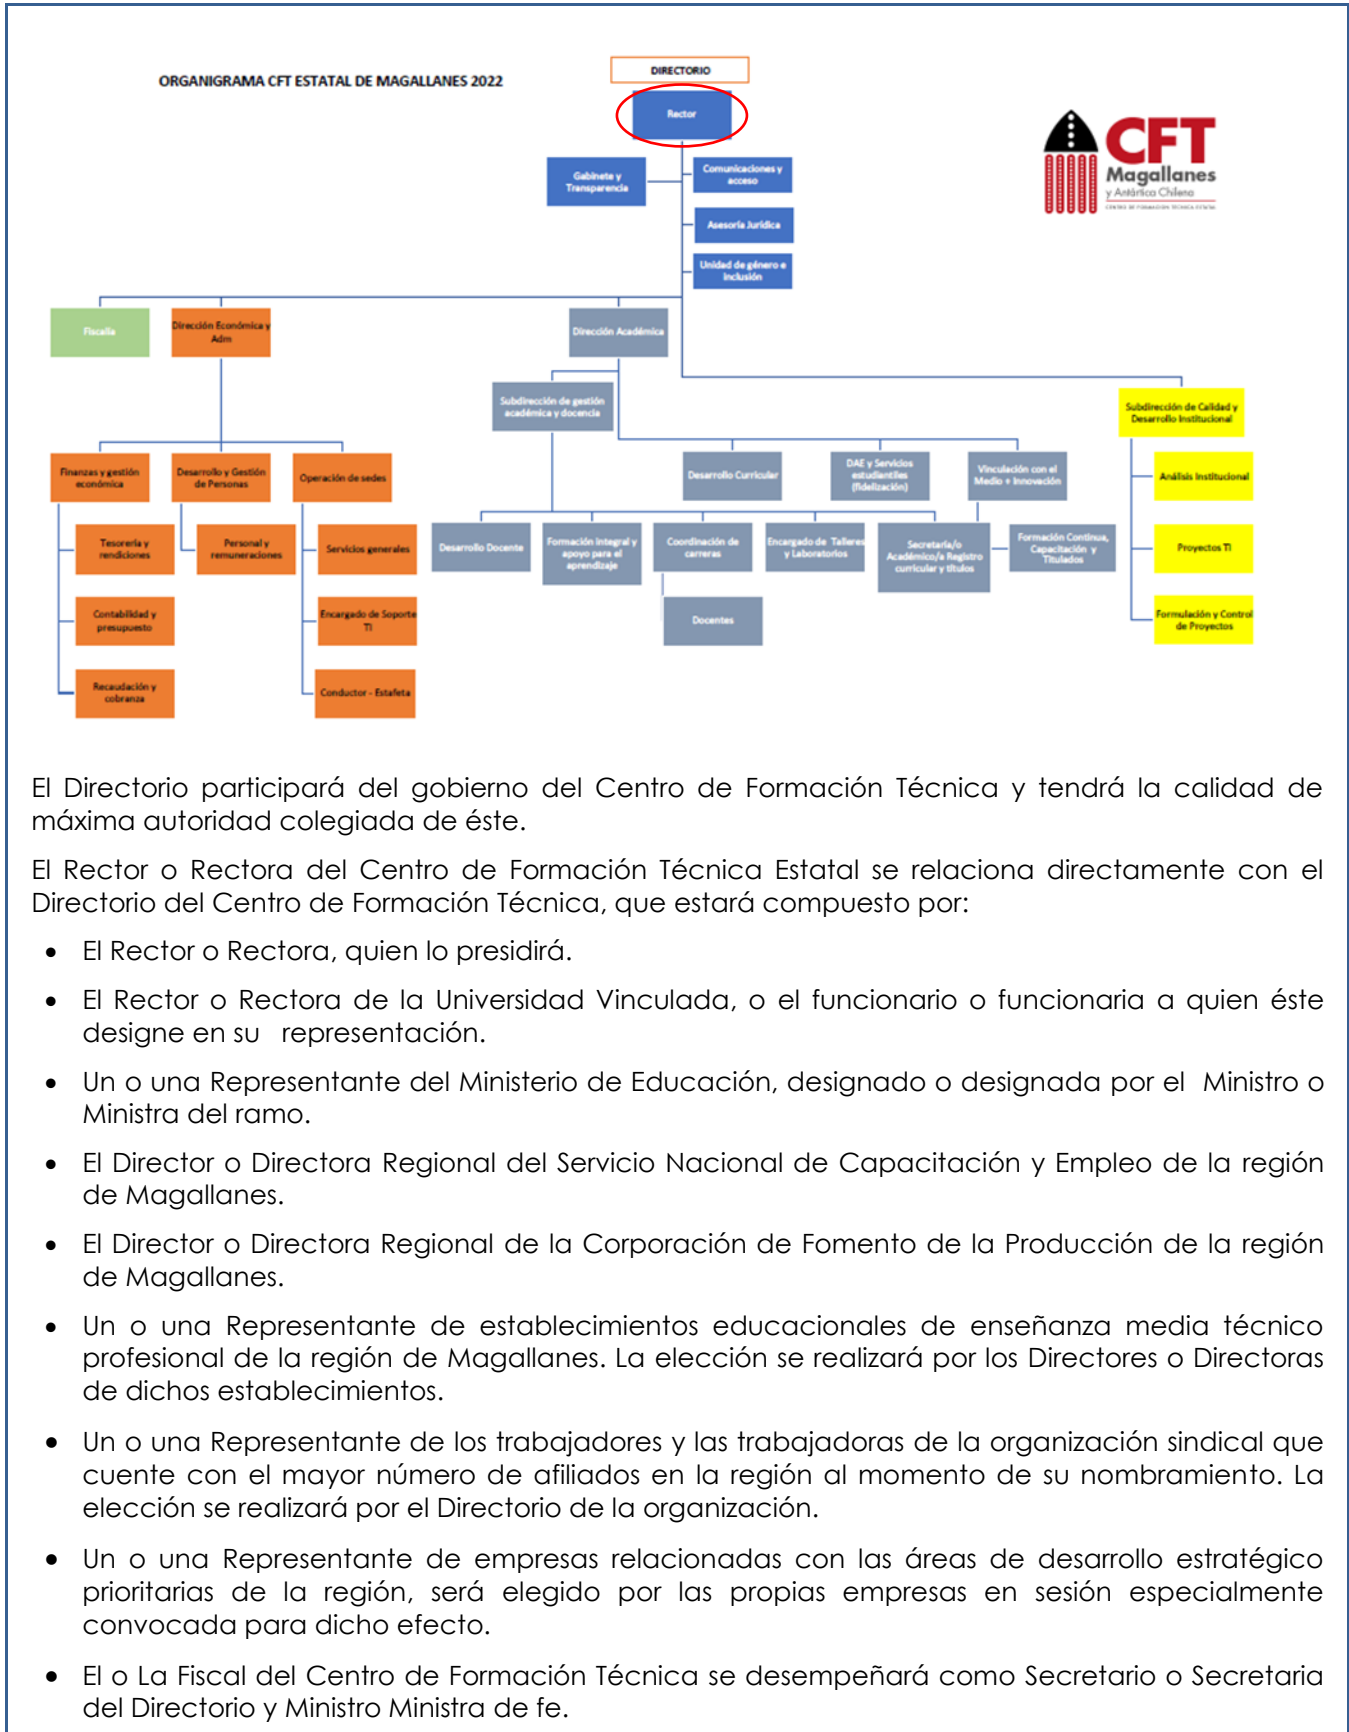 ORGANIGRAMA CFT ESTATAL DE MAGALLANES 2022
DIRECTORIO
Rector
Gabinete y
Transparencia
Comunicaciones y
acceso
Asesoría Jurídica
Unidad de género e
inclusión
CFT
Magallanes
y Antártica Chilena
CENTRO DE FORMACIÓN TÉCNICA ESTATAL
Fiscalía
Dirección Económica y
Adm
Dirección Académica
Subdirección de gestión
académica y docencia
Subdirección de Calidad y
Desarrollo Institucional
Finanzas y gestión
económica
Desarrollo y Gestión
de Personas
Operación de sedes
Desarrollo Curricular
DAE y Servicios
estudiantiles
(fidelización)
Vinculación con el
Medio + Innovación
Análisis Institucional
Tesorería y
rendiciones
Personal y
remuneraciones
Servicios generales
Desarrollo Docente
Formación Integral y
apoyo para el
aprendizaje
Coordinación de
carreras
Encargado de Talleres
y Laboratorios
Secretaría/o
Académico/a Registro
curricular y títulos
Formación Continua,
Capacitación y
Titulados
Proyectos TI
Contabilidad y
presupuesto
Encargado de Soporte
TI
Docentes
Formulación y Control
de Proyectos
Recaudación y
cobranza
Conductor - Estafeta
El Directorio participará del gobierno del Centro de Formación Técnica y tendrá la calidad de
máxima autoridad colegiada de éste.
El Rector o Rectora del Centro de Formación Técnica Estatal se relaciona directamente con el
Directorio del Centro de Formación Técnica, que estará compuesto por:
• El Rector o Rectora, quien lo presidirá.
• El Rector o Rectora de la Universidad Vinculada, o el funcionario o funcionaria a quien éste
designe en su representación.
• Un o una Representante del Ministerio de Educación, designado o designada por el Ministro o
Ministra del ramo.
• El Director o Directora Regional del Servicio Nacional de Capacitación y Empleo de la región
de Magallanes.
• El Director o Directora Regional de la Corporación de Fomento de la Producción de la región
de Magallanes.
• Un o una Representante de establecimientos educacionales de enseñanza media técnico
profesional de la región de Magallanes. La elección se realizará por los Directores o Directoras
de dichos establecimientos.
• Un o una Representante de los trabajadores y las trabajadoras de la organización sindical que
cuente con el mayor número de afiliados en la región al momento de su nombramiento. La
elección se realizará por el Directorio de la organización.
• Un o una Representante de empresas relacionadas con las áreas de desarrollo estratégico
prioritarias de la región, será elegido por las propias empresas en sesión especialmente
convocada para dicho efecto.
• El o La Fiscal del Centro de Formación Técnica se desempeñará como Secretario o Secretaria
del Directorio y Ministro Ministra de fe.